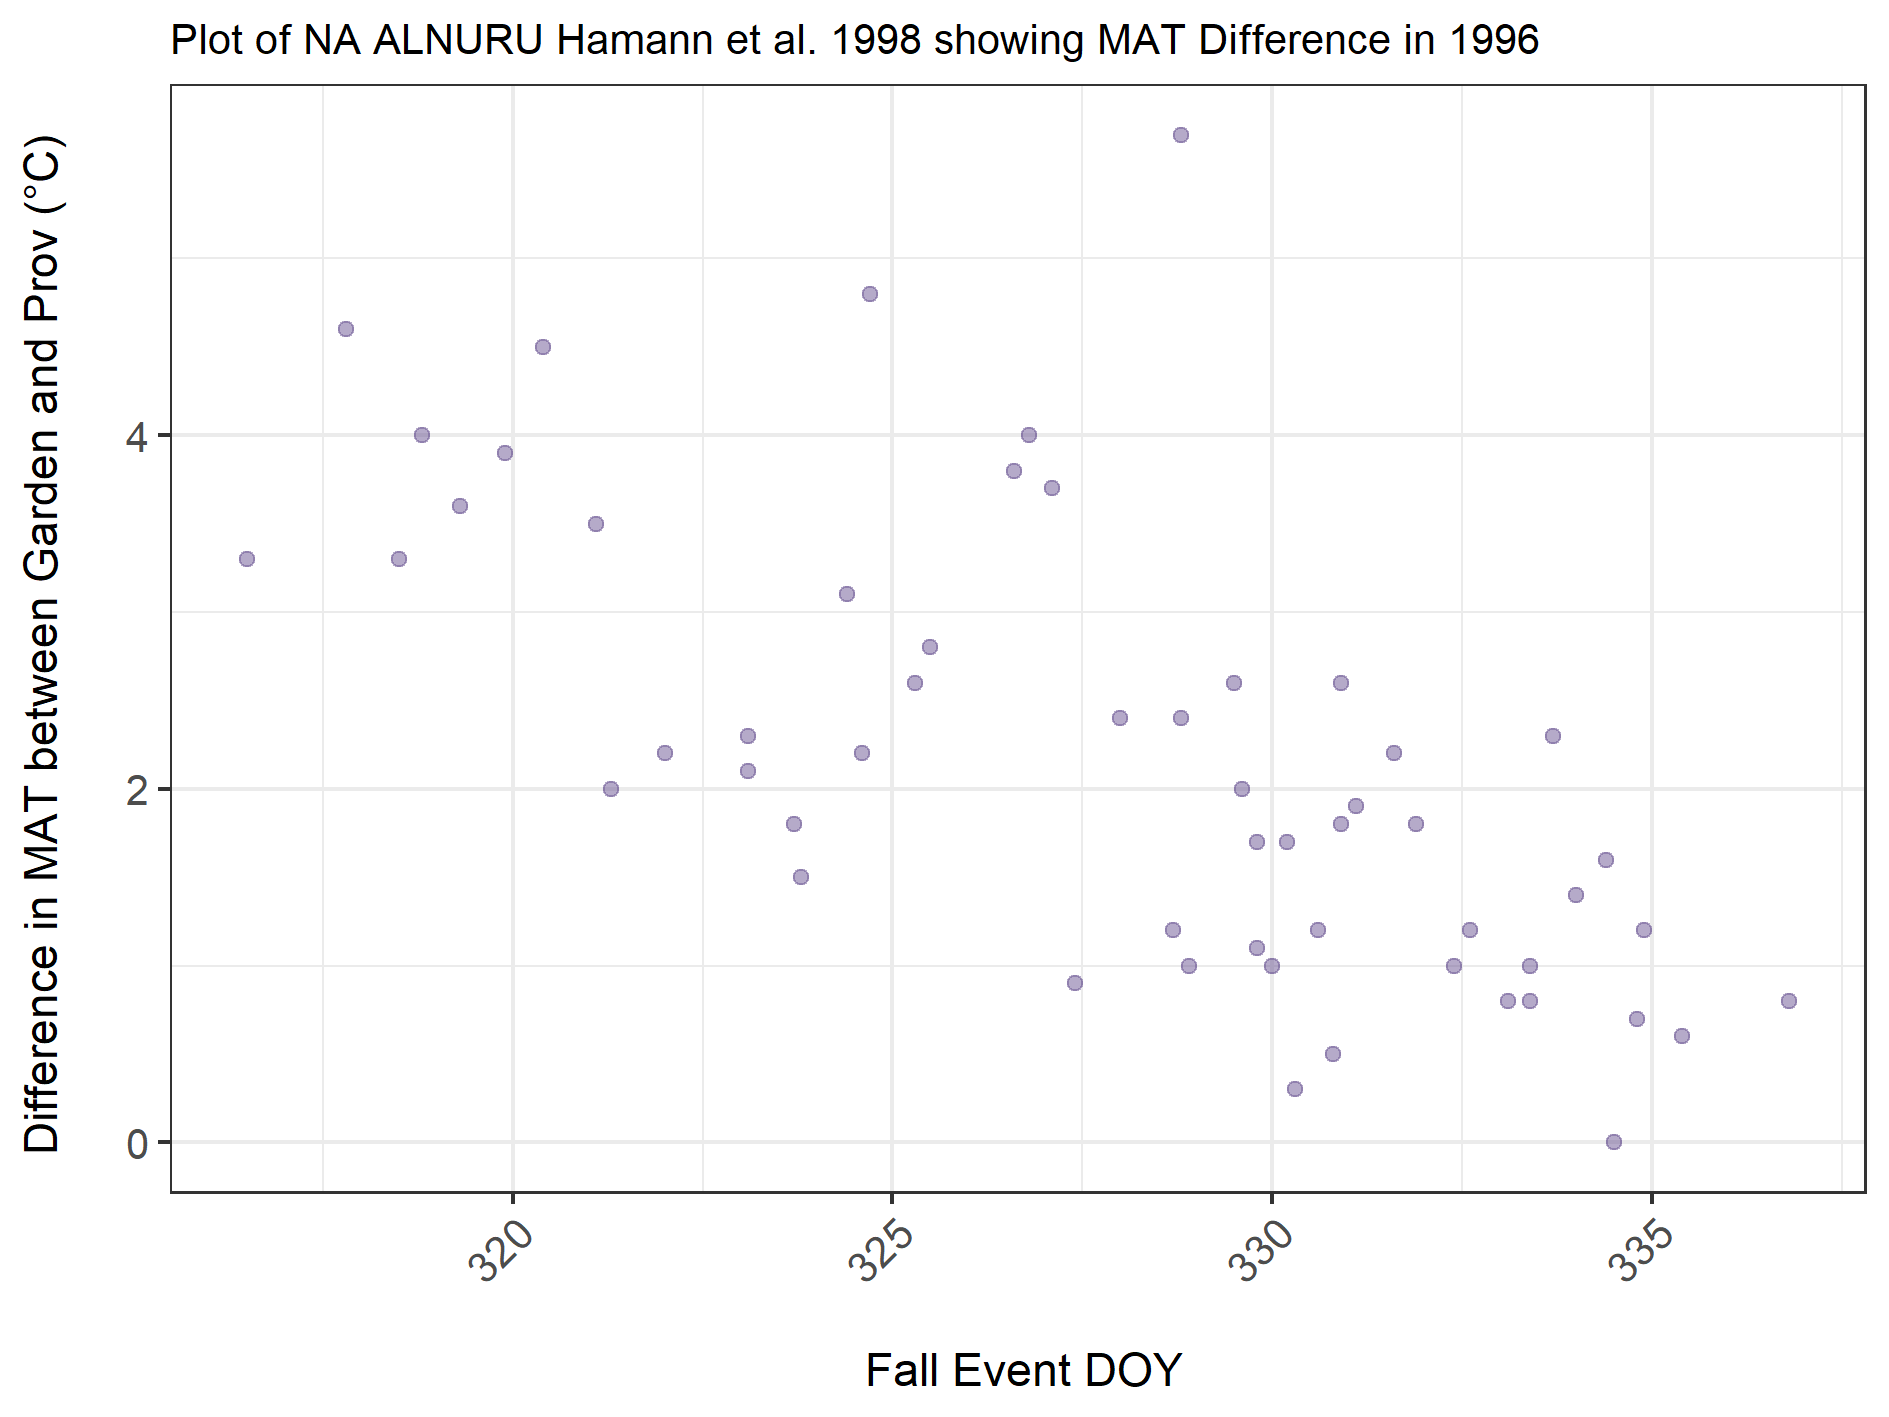 Plot of NA ALNURU Hamann et al. 1998 showing MAT Difference in 1996
Difference in MAT between Garden and Prov (°C)
4
2
0
320
325
330
335
Fall Event DOY